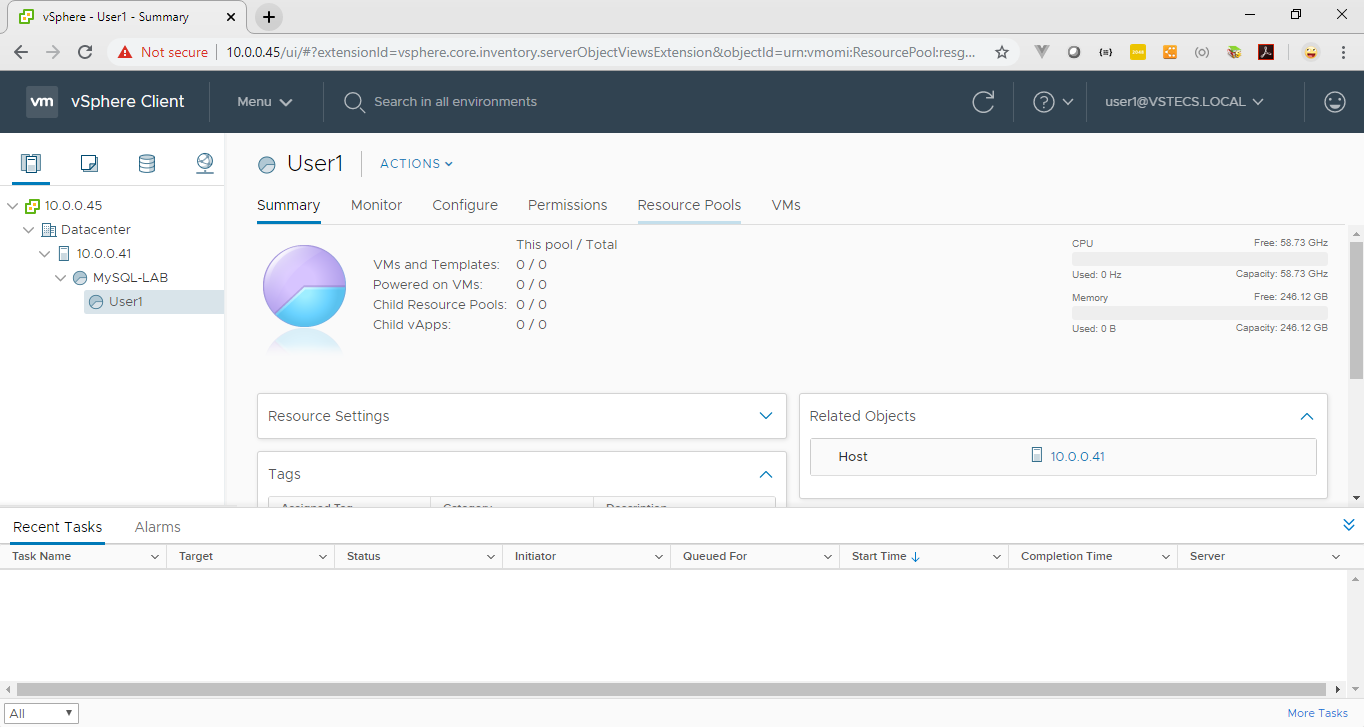 vSphere - User1 - Summary
Not secure 10.0.0.45/ui/#?extensionId=vsphere.core.inventory.serverObjectViewsExtension&objectId=urn:vmomi:ResourcePool:resg...
vm vSphere Client Menu Search in all environments user1@VSTECS.LOCAL
User1 ACTIONS
Summary Monitor Configure Permissions Resource Pools VMs
10.0.0.45
Datacenter
10.0.0.41
MySQL-LAB
User1
This pool / Total
VMs and Templates: 0 / 0
Powered on VMs: 0 / 0
Child Resource Pools: 0 / 0
Child vApps: 0 / 0
CPU Free: 58.73 GHz
Used: 0 Hz Capacity: 58.73 GHz
Memory Free: 246.12 GB
Used: 0 B Capacity: 246.12 GB
Resource Settings
Tags
Assigned Tag Category Description
Related Objects
Host 10.0.0.41
Recent Tasks Alarms
Task Name Target Status Initiator Queued For Start Time Completion Time Server
All More Tasks